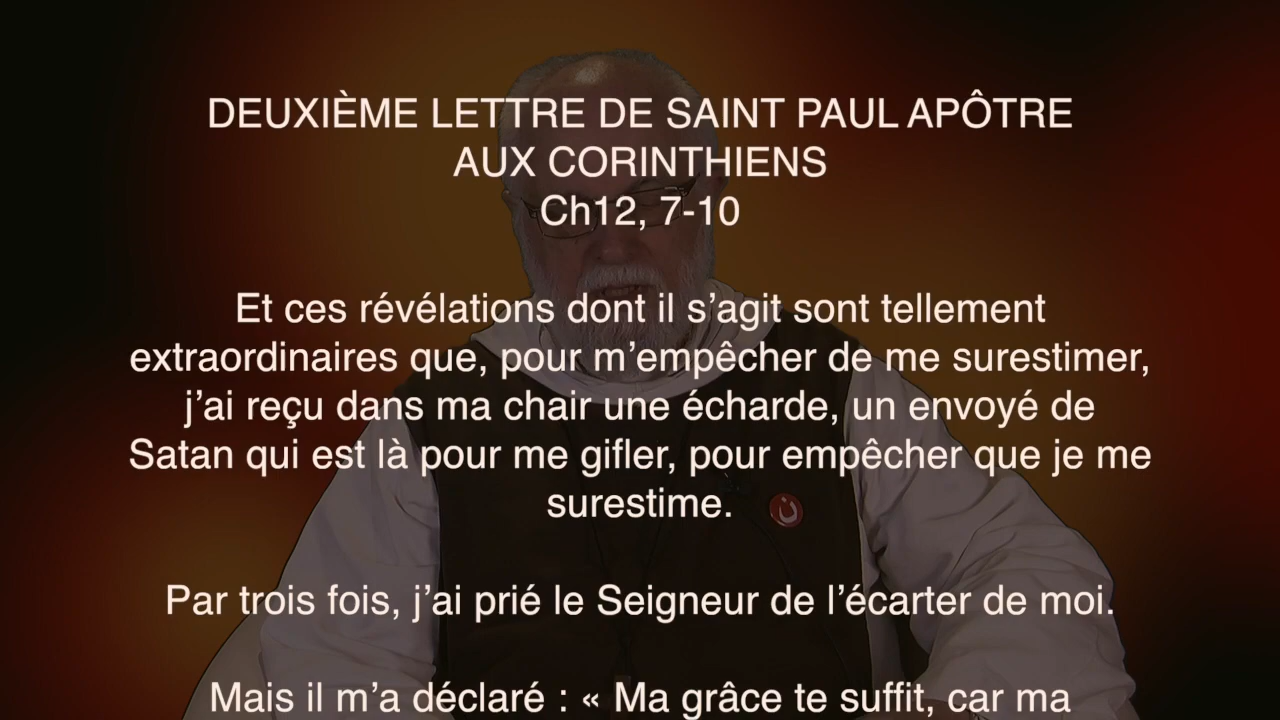 DEUXIÈME LETTRE DE SAINT PAUL APÔTRE
AUX CORINTHIENS
Ch12, 7-10
Et ces révélations dont il s’agit sont tellement
extraordinaires que, pour m’empêcher de me surestimer,
j’ai reçu dans ma chair une écharde, un envoyé de
Satan qui est là pour me gifler, pour empêcher que je me
surestime.
ن
Par trois fois, j’ai prié le Seigneur de l’écarter de moi.
Mais il m’a déclaré : « Ma grâce te suffit, car ma